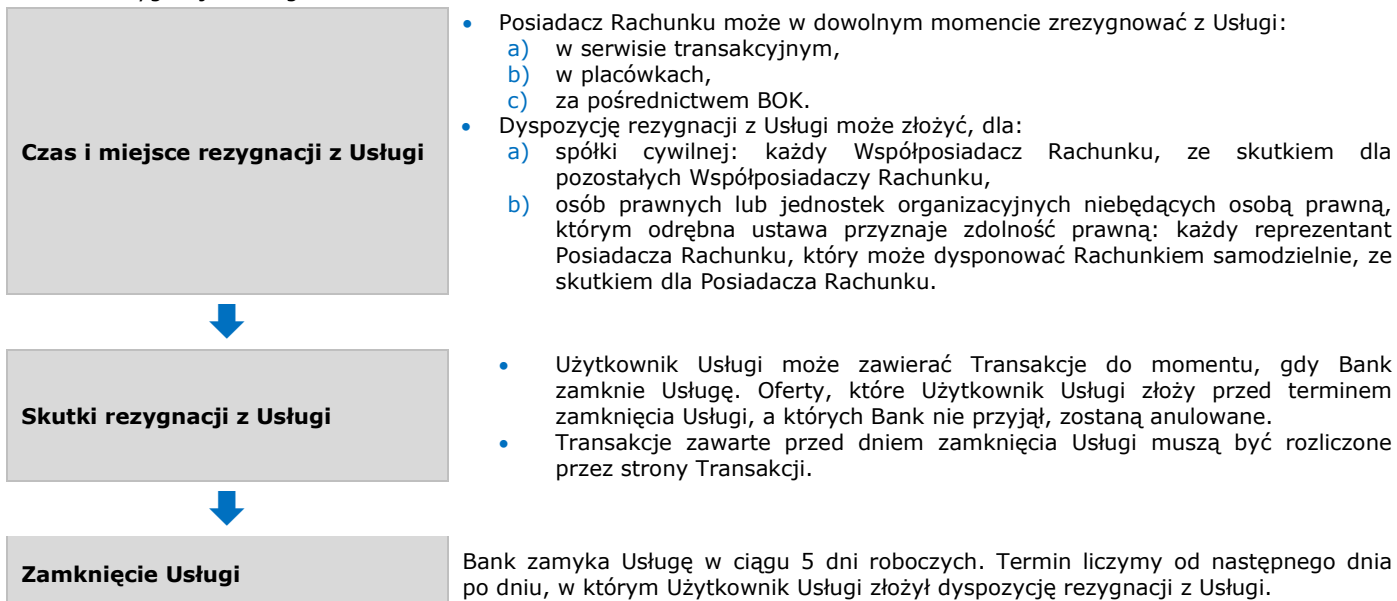 Czas i miejsce rezygnacji z Usługi
• Posiadacz Rachunku może w dowolnym momencie zrezygnować z Usługi:
a) w serwisie transakcyjnym,
b) w placówkach,
c) za pośrednictwem BOK.
• Dyspozycję rezygnacji z Usługi może złożyć, dla:
a) spółki cywilnej: każdy Współposiadacz Rachunku, ze skutkiem dla
pozostałych Współposiadaczy Rachunku,
b) osób prawnych lub jednostek organizacyjnych niebędących osobą prawną,
którym odrębna ustawa przyznaje zdolność prawną: każdy reprezentant
Posiadacza Rachunku, który może dysponować Rachunkiem samodzielnie, ze
skutkiem dla Posiadacza Rachunku.
Skutki rezygnacji z Usługi
• Użytkownik Usługi może zawierać Transakcje do momentu, gdy Bank
zamknie Usługę. Oferty, które Użytkownik Usługi złoży przed terminem
zamknięcia Usługi, a których Bank nie przyjął, zostaną anulowane.
• Transakcje zawarte przed dniem zamknięcia Usługi muszą być rozliczone
przez strony Transakcji.
Zamknięcie Usługi
Bank zamyka Usługę w ciągu 5 dni roboczych. Termin liczymy od następnego dnia
po dniu, w którym Użytkownik Usługi złożył dyspozycję rezygnacji z Usługi.